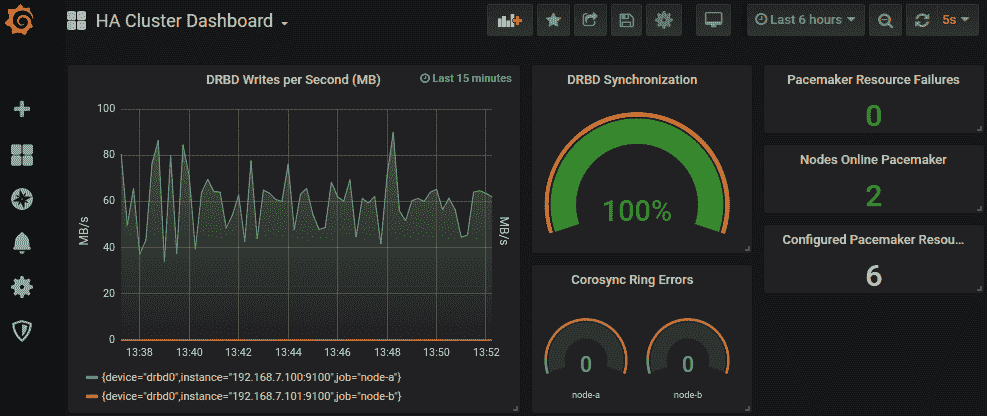 HA Cluster Dashboard
Last 6 hours
5s
DRBD Writes per Second (MB)
Last 15 minutes
100
80
60
40
20
0
MB/s
MB/s
13:38 13:40 13:42 13:44 13:46 13:48 13:50 13:52
{device="drbd0",instance="192.168.7.100:9100",job="node-a"}
{device="drbd0",instance="192.168.7.101:9100",job="node-b"}
DRBD Synchronization
100%
Corosync Ring Errors
0 0
node-a node-b
Pacemaker Resource Failures
0
Nodes Online Pacemaker
2
Configured Pacemaker Resou...
6